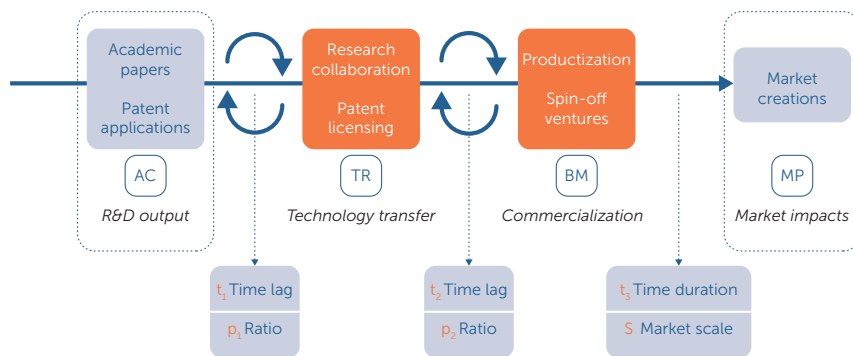 Academic
papers
Patent
applications
Research
collaboration
Patent
licensing
Productization
Spin-off
ventures
Market
creations
AC
TR
BM
MP
R&D output
Technology transfer
Commercialization
Market impacts
t₁ Time lag
p₁ Ratio
t₂ Time lag
p₂ Ratio
t₃ Time duration
S Market scale